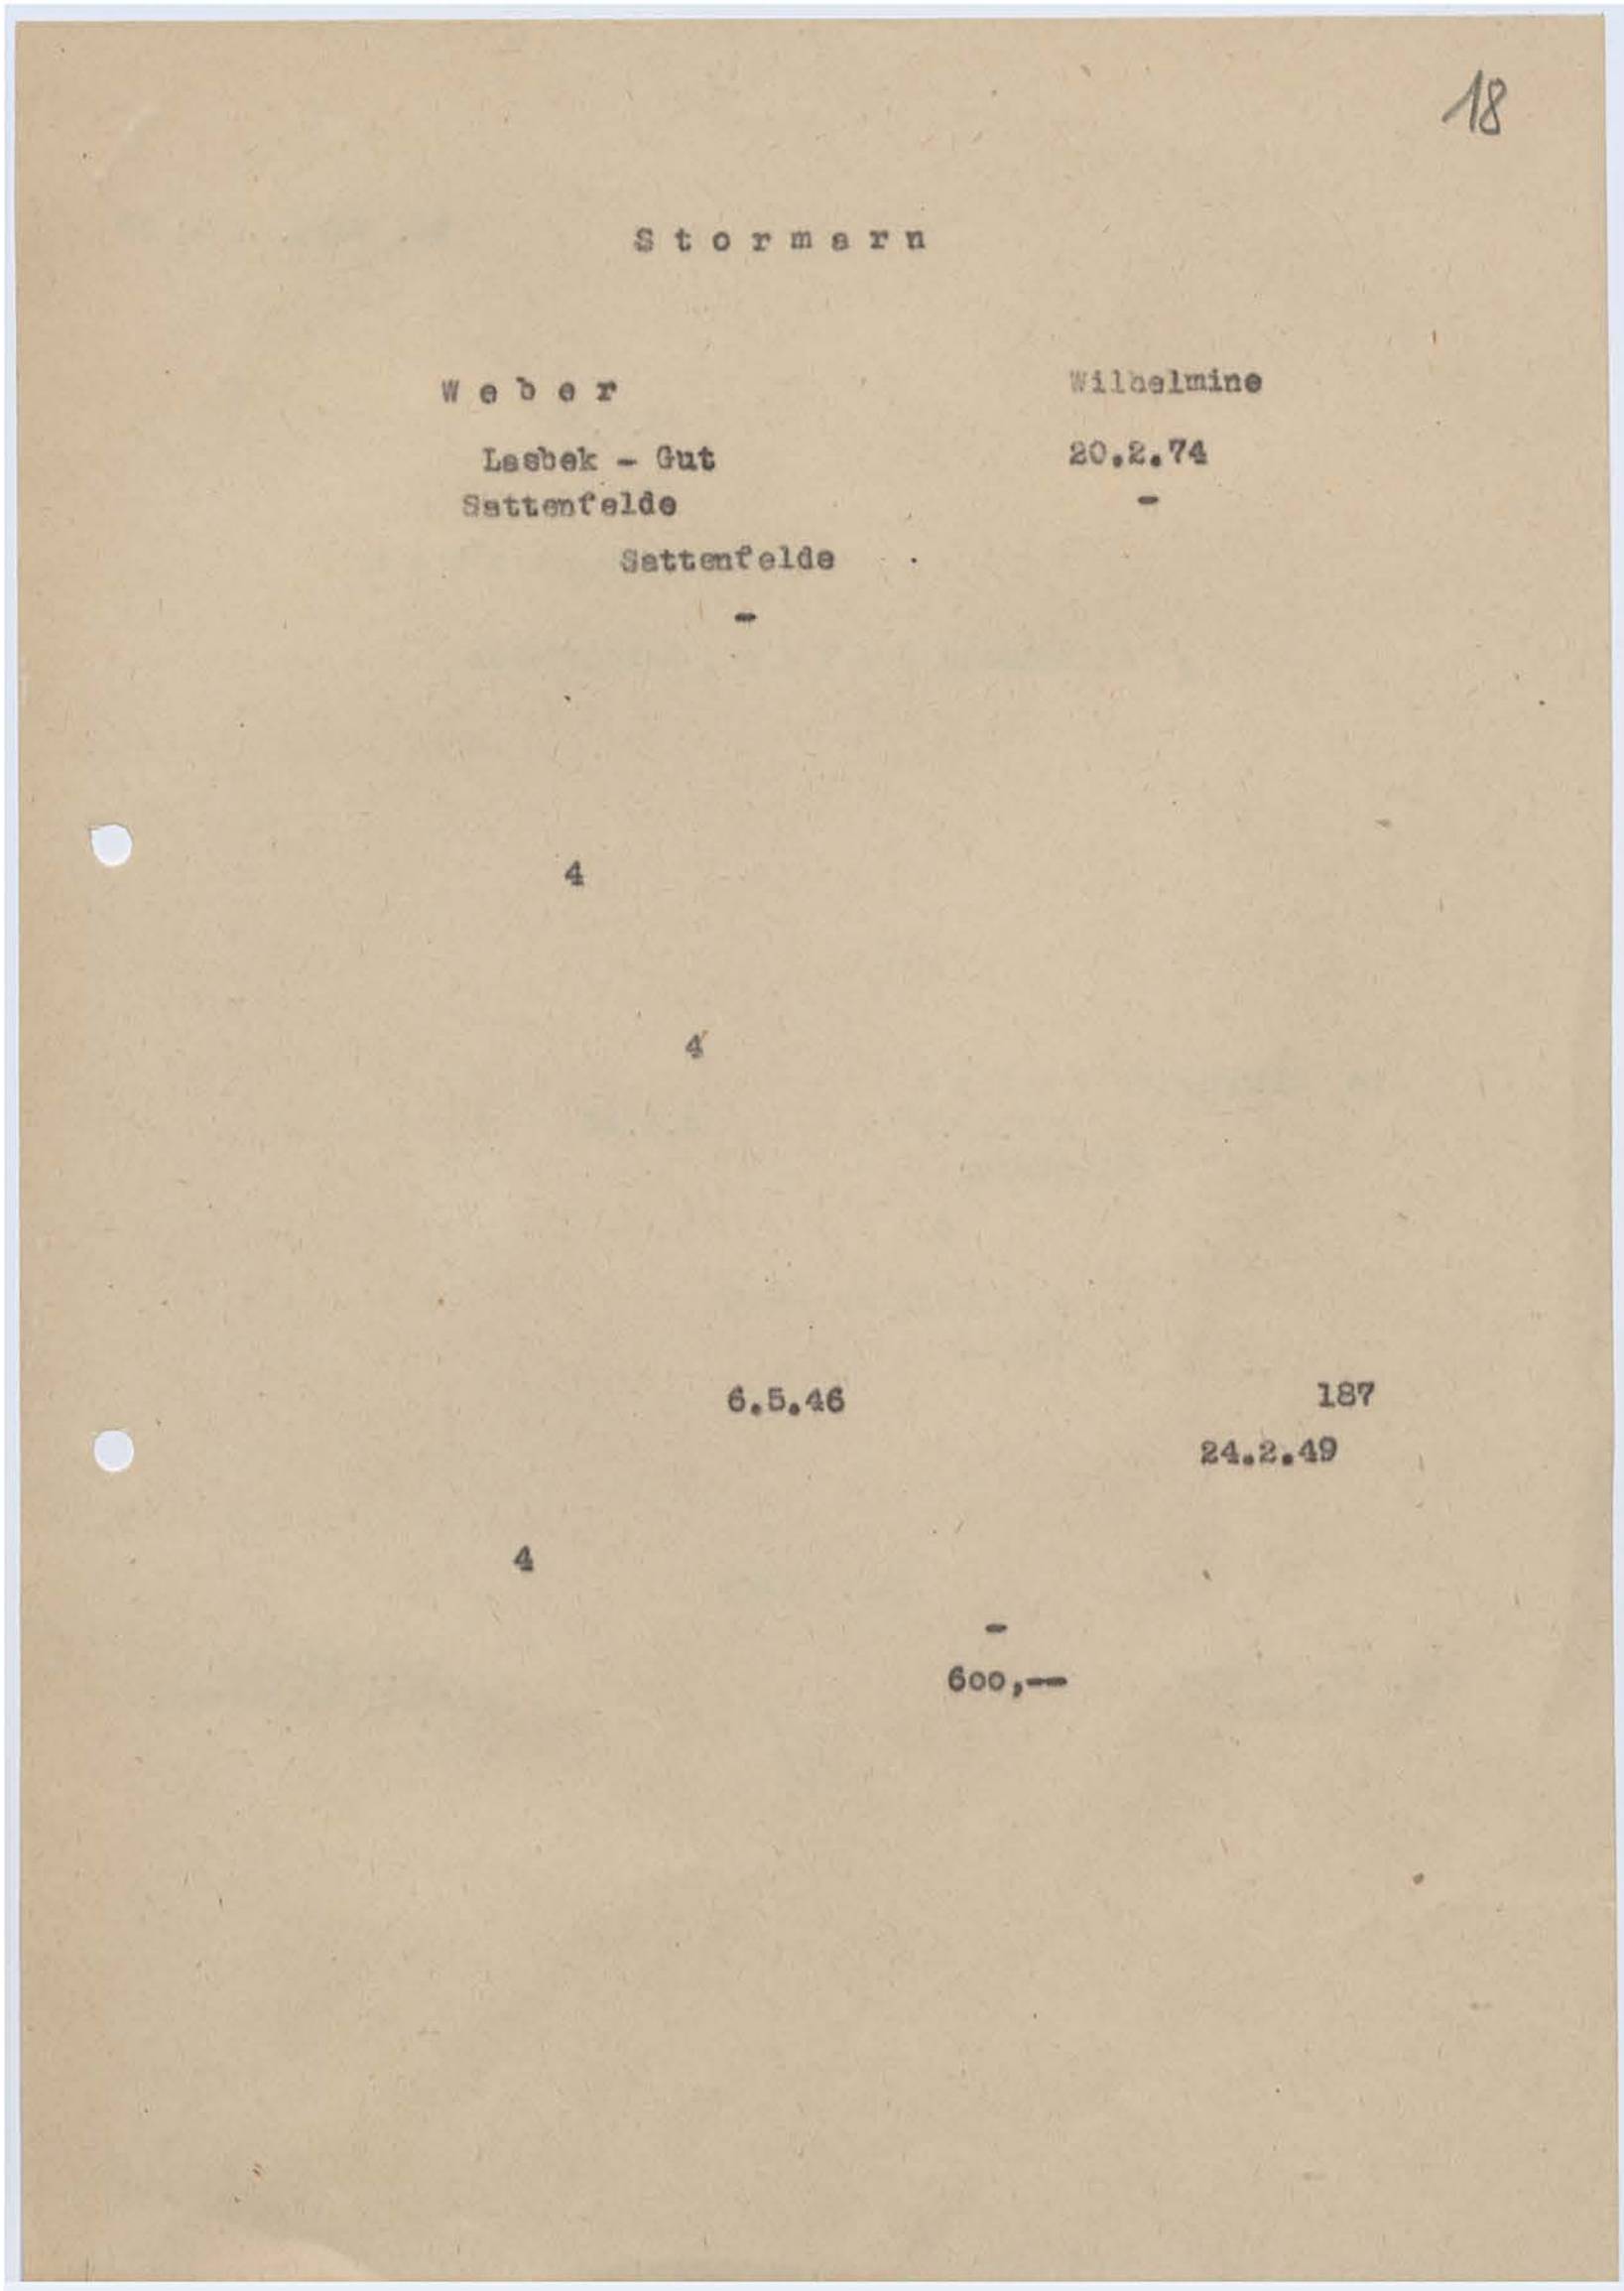 18
S t o r m a r n
W e b e r Wilhelmine
Lasbek - Gut 20.2.74
Sattenfelde -
Sattenfelde .
-
4
4
6.5.46 187
24.2.49
4
-
600,--